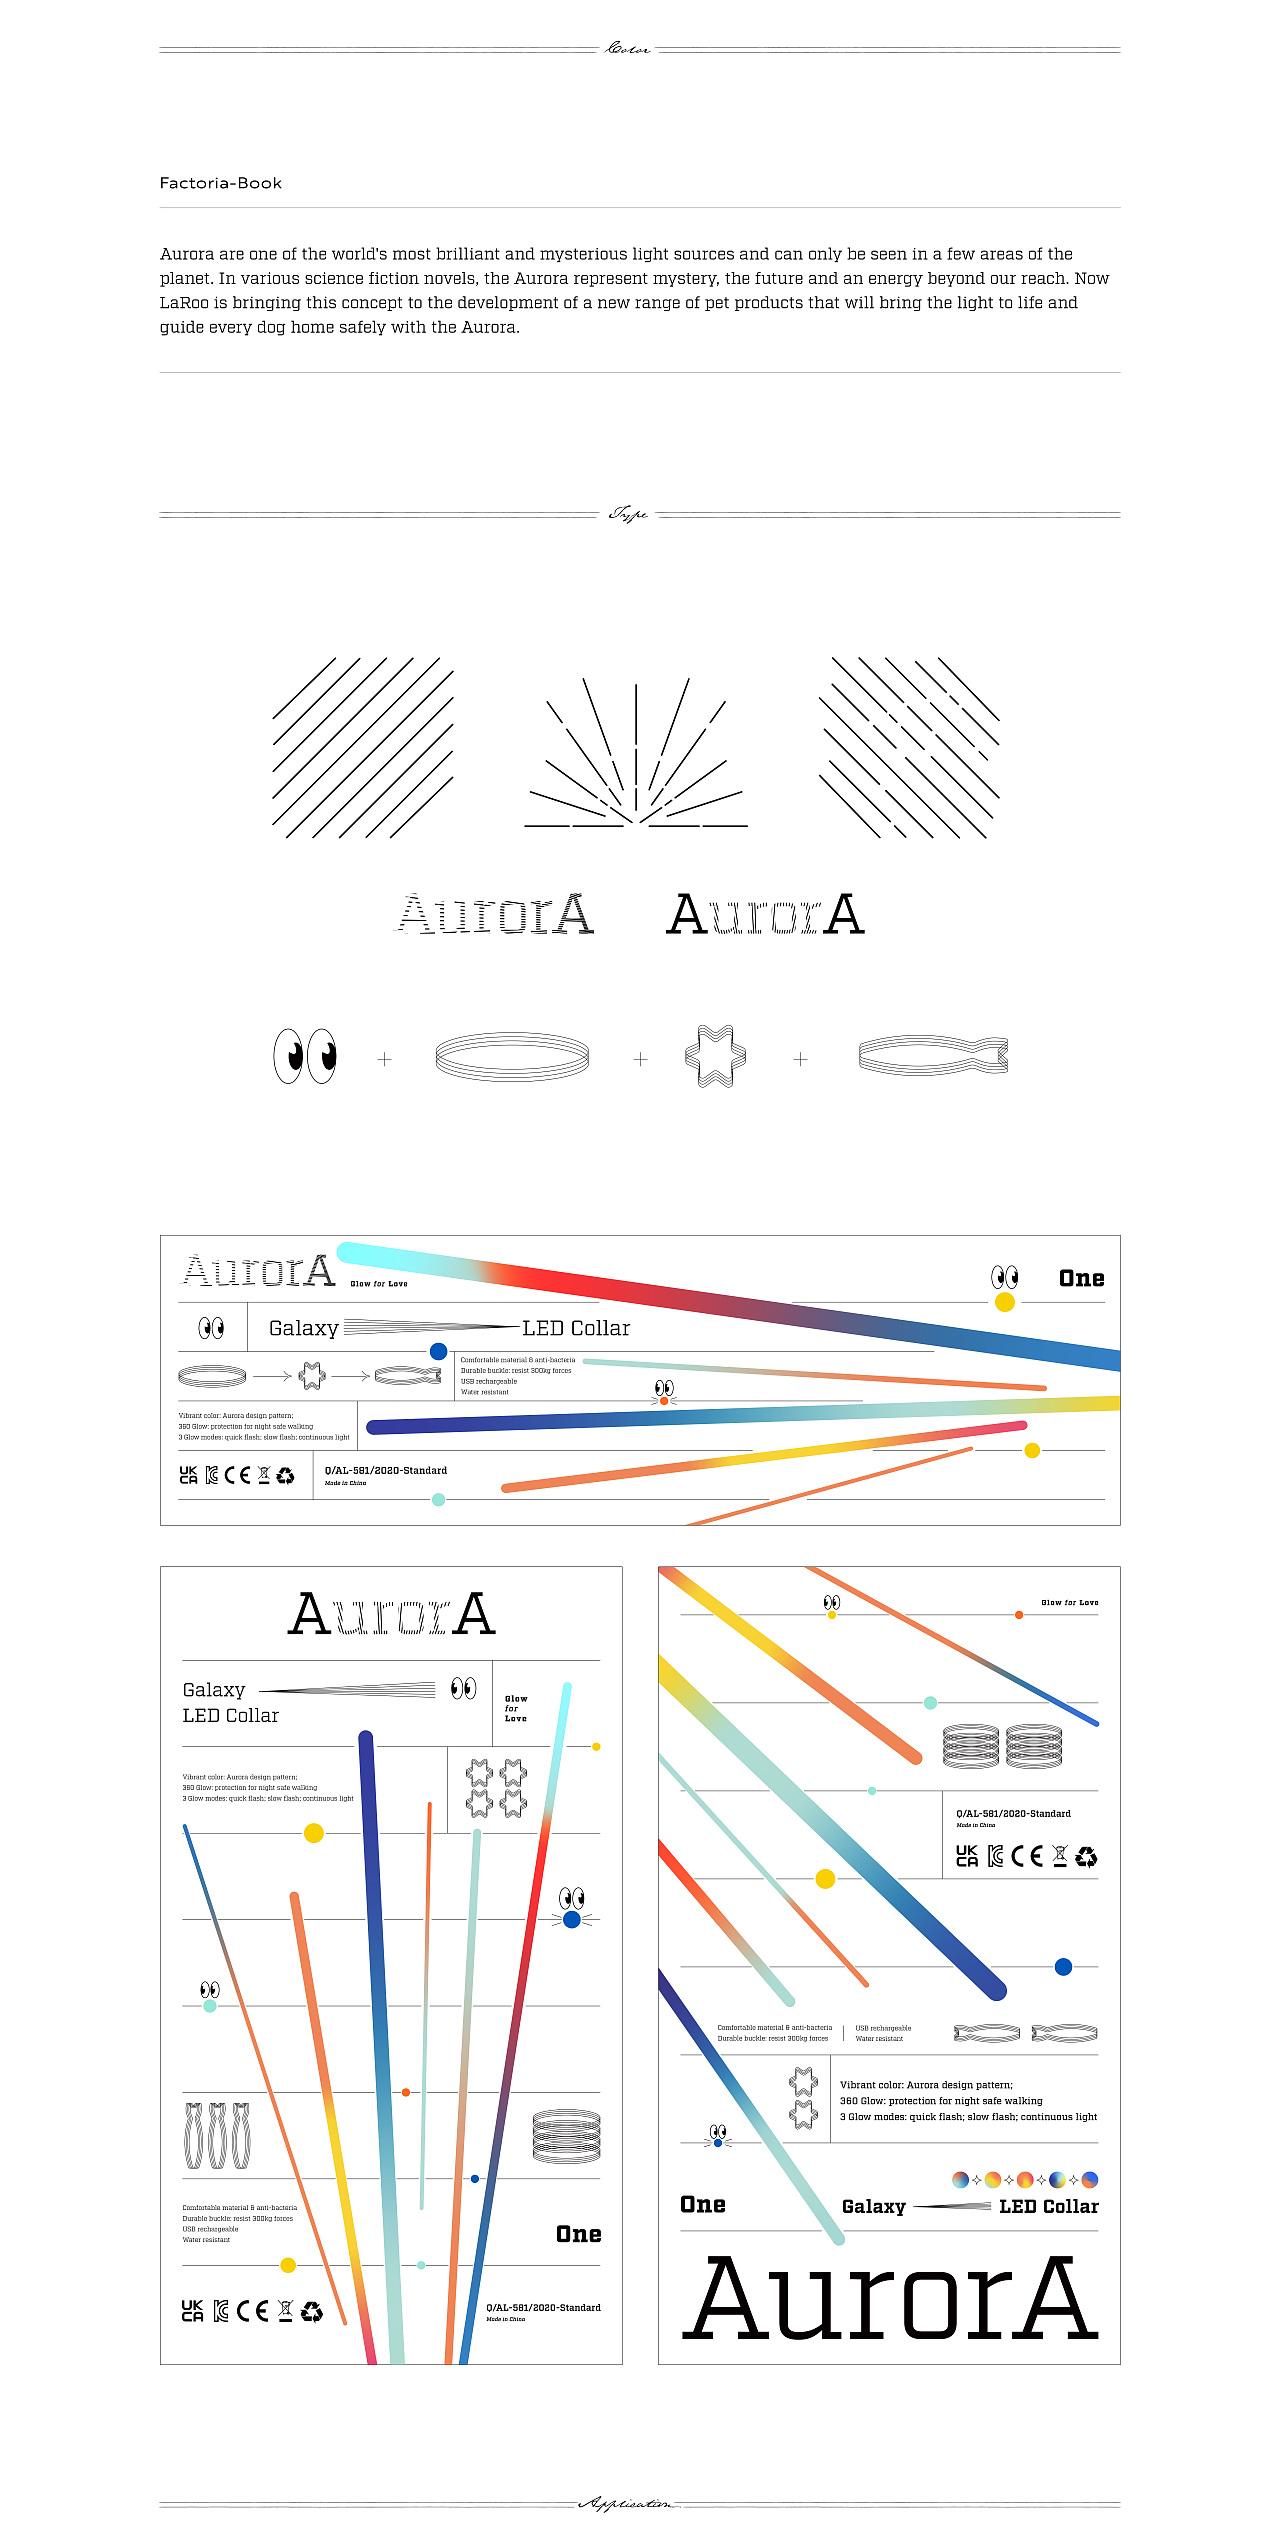 Color
Factoria-Book
Aurora are one of the world's most brilliant and mysterious light sources and can only be seen in a few areas of the
planet. In various science fiction novels, the Aurora represent mystery, the future and an energy beyond our reach. Now
LaRoo is bringing this concept to the development of a new range of pet products that will bring the light to life and
guide every dog home safely with the Aurora.
Type
AurorA AurorA
AurorA Glow for Love
One
Galaxy LED Collar
Comfortable material & anti-bacteria
Durable buckle: resist 300kg forces
USB rechargeable
Water resistant
Vibrant color: Aurora design pattern;
360 Glow: protection for night safe walking
3 Glow modes: quick flash; slow flash; continuous light
UK
CA CE
Q/AL-581/2020-Standard
Made in China
AurorA
Galaxy
LED Collar
Glow
for
Love
Vibrant color: Aurora design pattern;
360 Glow: protection for night safe walking
3 Glow modes: quick flash; slow flash; continuous light
Comfortable material & anti-bacteria
Durable buckle: resist 300kg forces
USB rechargeable
Water resistant
One
UK
CA CE
Q/AL-581/2020-Standard
Made in China
Glow for Love
Q/AL-581/2020-Standard
Made in China
UK
CA CE
Comfortable material & anti-bacteria
Durable buckle: resist 300kg forces
USB rechargeable
Water resistant
Vibrant color: Aurora design pattern;
360 Glow: protection for night safe walking
3 Glow modes: quick flash; slow flash; continuous light
One
Galaxy LED Collar
AurorA
Application